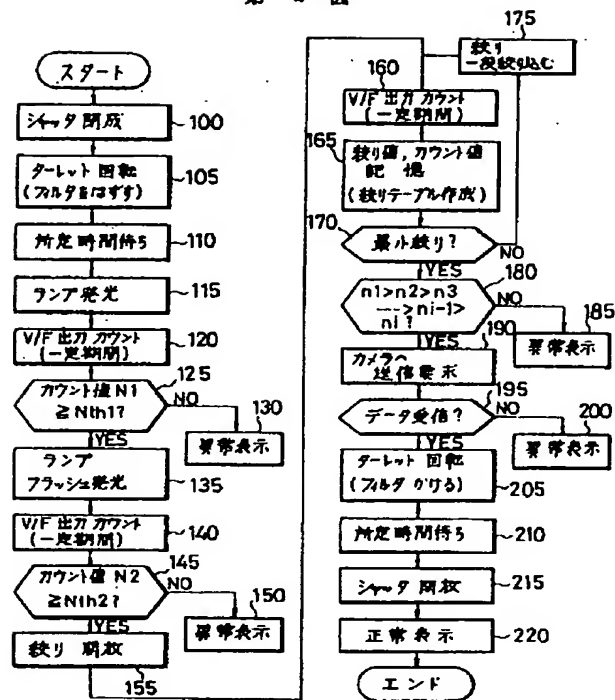 スタート
シャッタ閉成
100
ターレット回転
(フィルタをはずす)
105
所定時間待ち
110
ランプ発光
115
V/F出力カウント
(一定期間)
120
カウント値N1
≧Nth1?
125
NO
YES
異常表示
130
ランプ
フラッシュ発光
135
V/F出力カウント
(一定期間)
140
カウント値N2
≧Nth2?
145
NO
YES
異常表示
150
絞り 開放
155
175
絞り
一段絞り込む
160
V/F出力カウント
(一定期間)
165
絞り値,カウント値
記憶
(絞りテーブル作成)
170
最小絞り?
NO
YES
180
n1>n2>n3
---->ni-1>
ni?
NO
YES
185
異常表示
190
カメラへ
送信要求
195
データ受信?
NO
YES
200
異常表示
ターレット回転
(フィルタかける)
205
所定時間待ち
210
シャッタ開放
215
正常表示
220
エンド